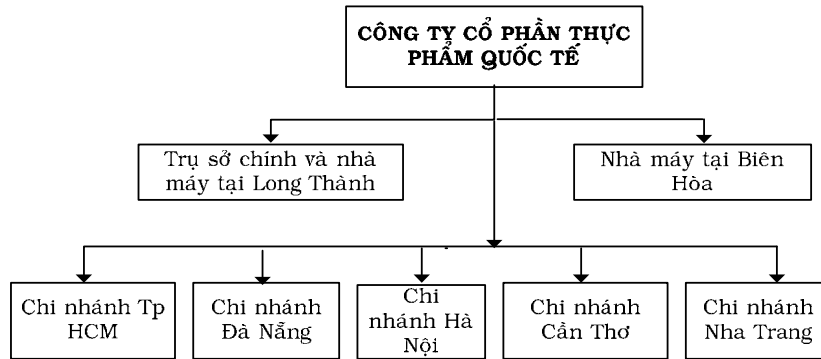 CÔNG TY CỔ PHẦN THỰC
PHẨM QUỐC TẾ
Trụ sở chính và nhà
máy tại Long Thành
Nhà máy tại Biên
Hòa
Chi nhánh Tp
HCM
Chi nhánh
Đà Nẵng
Chi
nhánh Hà
Nội
Chi nhánh
Cần Thơ
Chi nhánh
Nha Trang